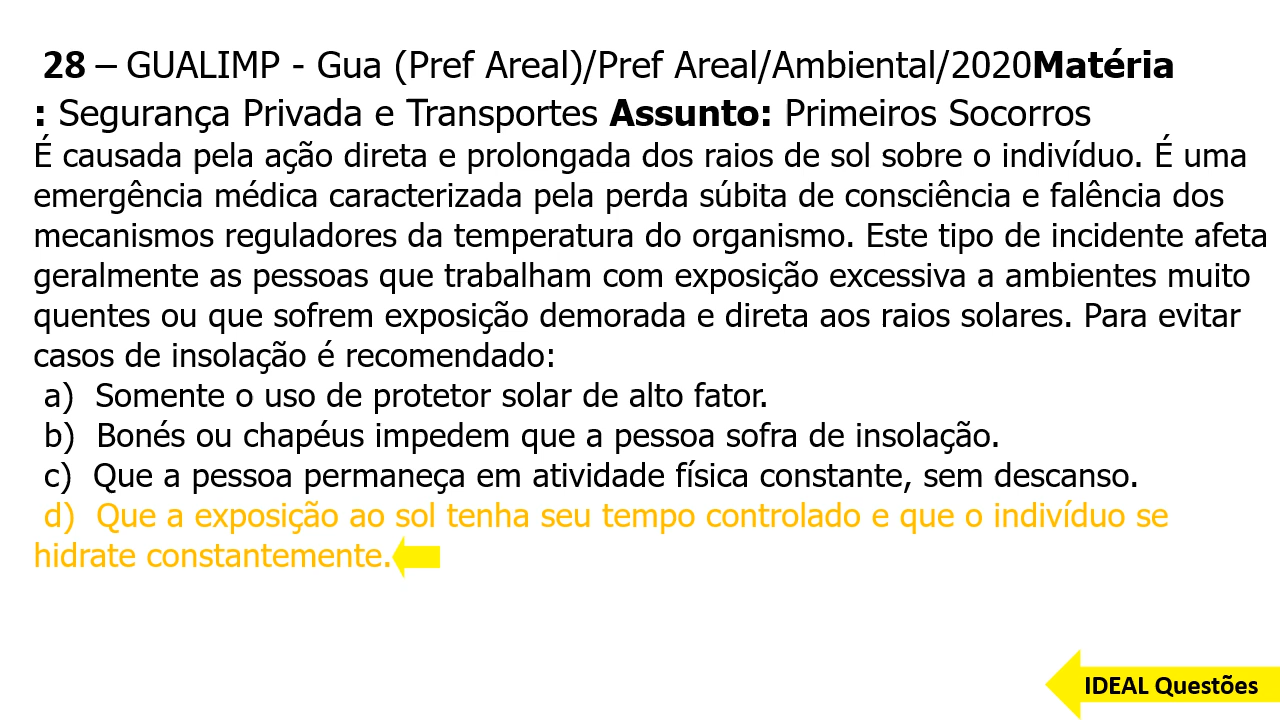 28 – GUALIMP - Gua (Pref Areal)/Pref Areal/Ambiental/2020Matéria
: Segurança Privada e Transportes Assunto: Primeiros Socorros
É causada pela ação direta e prolongada dos raios de sol sobre o indivíduo. É uma
emergência médica caracterizada pela perda súbita de consciência e falência dos
mecanismos reguladores da temperatura do organismo. Este tipo de incidente afeta
geralmente as pessoas que trabalham com exposição excessiva a ambientes muito
quentes ou que sofrem exposição demorada e direta aos raios solares. Para evitar
casos de insolação é recomendado:
a) Somente o uso de protetor solar de alto fator.
b) Bonés ou chapéus impedem que a pessoa sofra de insolação.
c) Que a pessoa permaneça em atividade física constante, sem descanso.
d) Que a exposição ao sol tenha seu tempo controlado e que o indivíduo se
hidrate constantemente.
IDEAL Questões